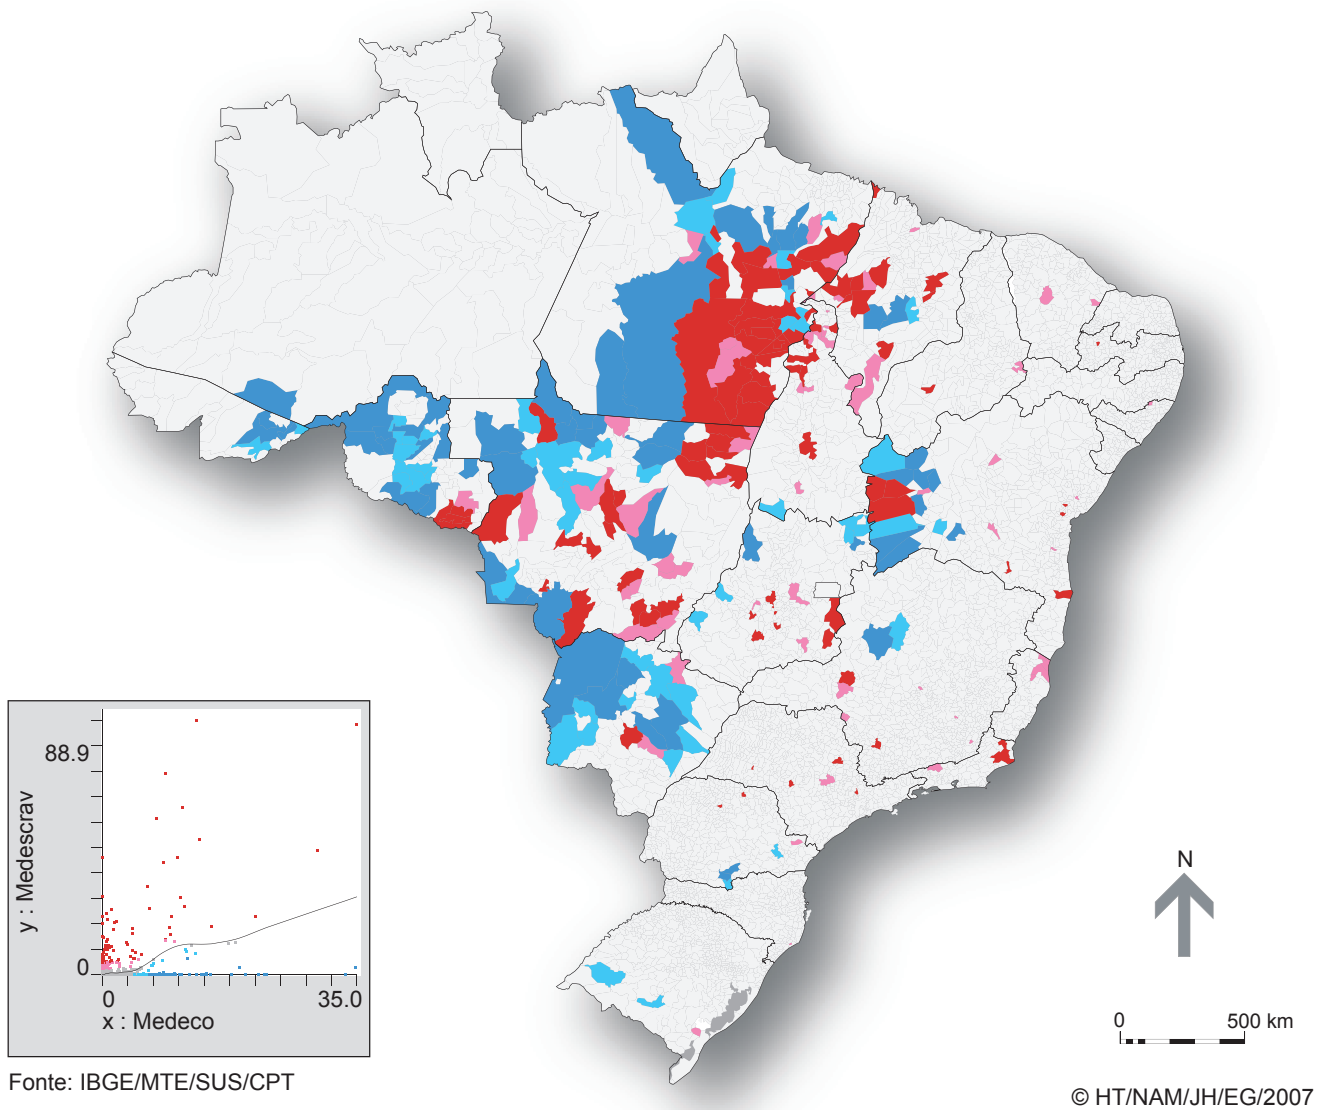 88.9
y : Medescrav
0
0
35.0
x : Medeco
N
0
500 km
Fonte: IBGE/MTE/SUS/CPT
© HT/NAM/JH/EG/2007